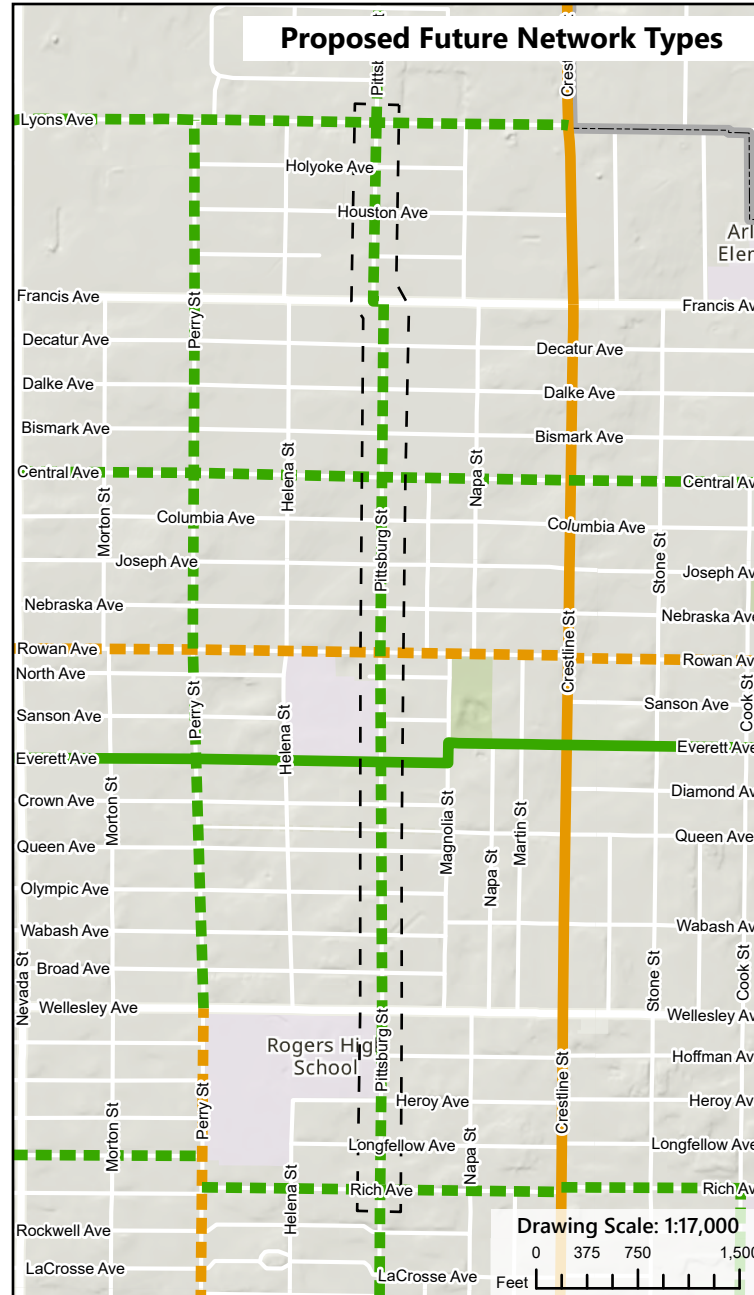 Proposed Future Network Types
Pittsb
Crest
Lyons Ave
Holyoke Ave
Houston Ave
Arl
Elem
Francis Ave
Francis Av
Perry St
Decatur Ave
Decatur Ave
Dalke Ave
Dalke Ave
Bismark Ave
Bismark Ave
Central Ave
Helena St
Napa St
Central Av
Morton St
Columbia Ave
Columbia Ave
Pittsburg St
Stone St
Joseph Ave
Joseph Ave
Nebraska Ave
Nebraska Ave
Crestline St
Rowan Ave
Rowan Av
North Ave
Perry St
Sanson Ave
Sanson Ave
Cook St
Helena St
Everett Ave
Everett Ave
Crown Ave
Diamond Av
Morton St
Magnolia St
Martin St
Queen Ave
Queen Ave
Napa St
Olympic Ave
Wabash Ave
Wabash Ave
Broad Ave
Nevada St
Stone St
Cook St
Wellesley Ave
Wellesley Av
Pittsburg St
Rogers High
School
Hoffman Av
Crestline St
Perry St
Heroy Ave
Heroy Ave
Morton St
Longfellow Ave
Longfellow Ave
Napa St
Helena St
Rich Ave
Rich Av
Rockwell Ave
Drawing Scale: 1:17,000
0 375 750 1,500
Feet
LaCrosse Ave
LaCrosse Ave